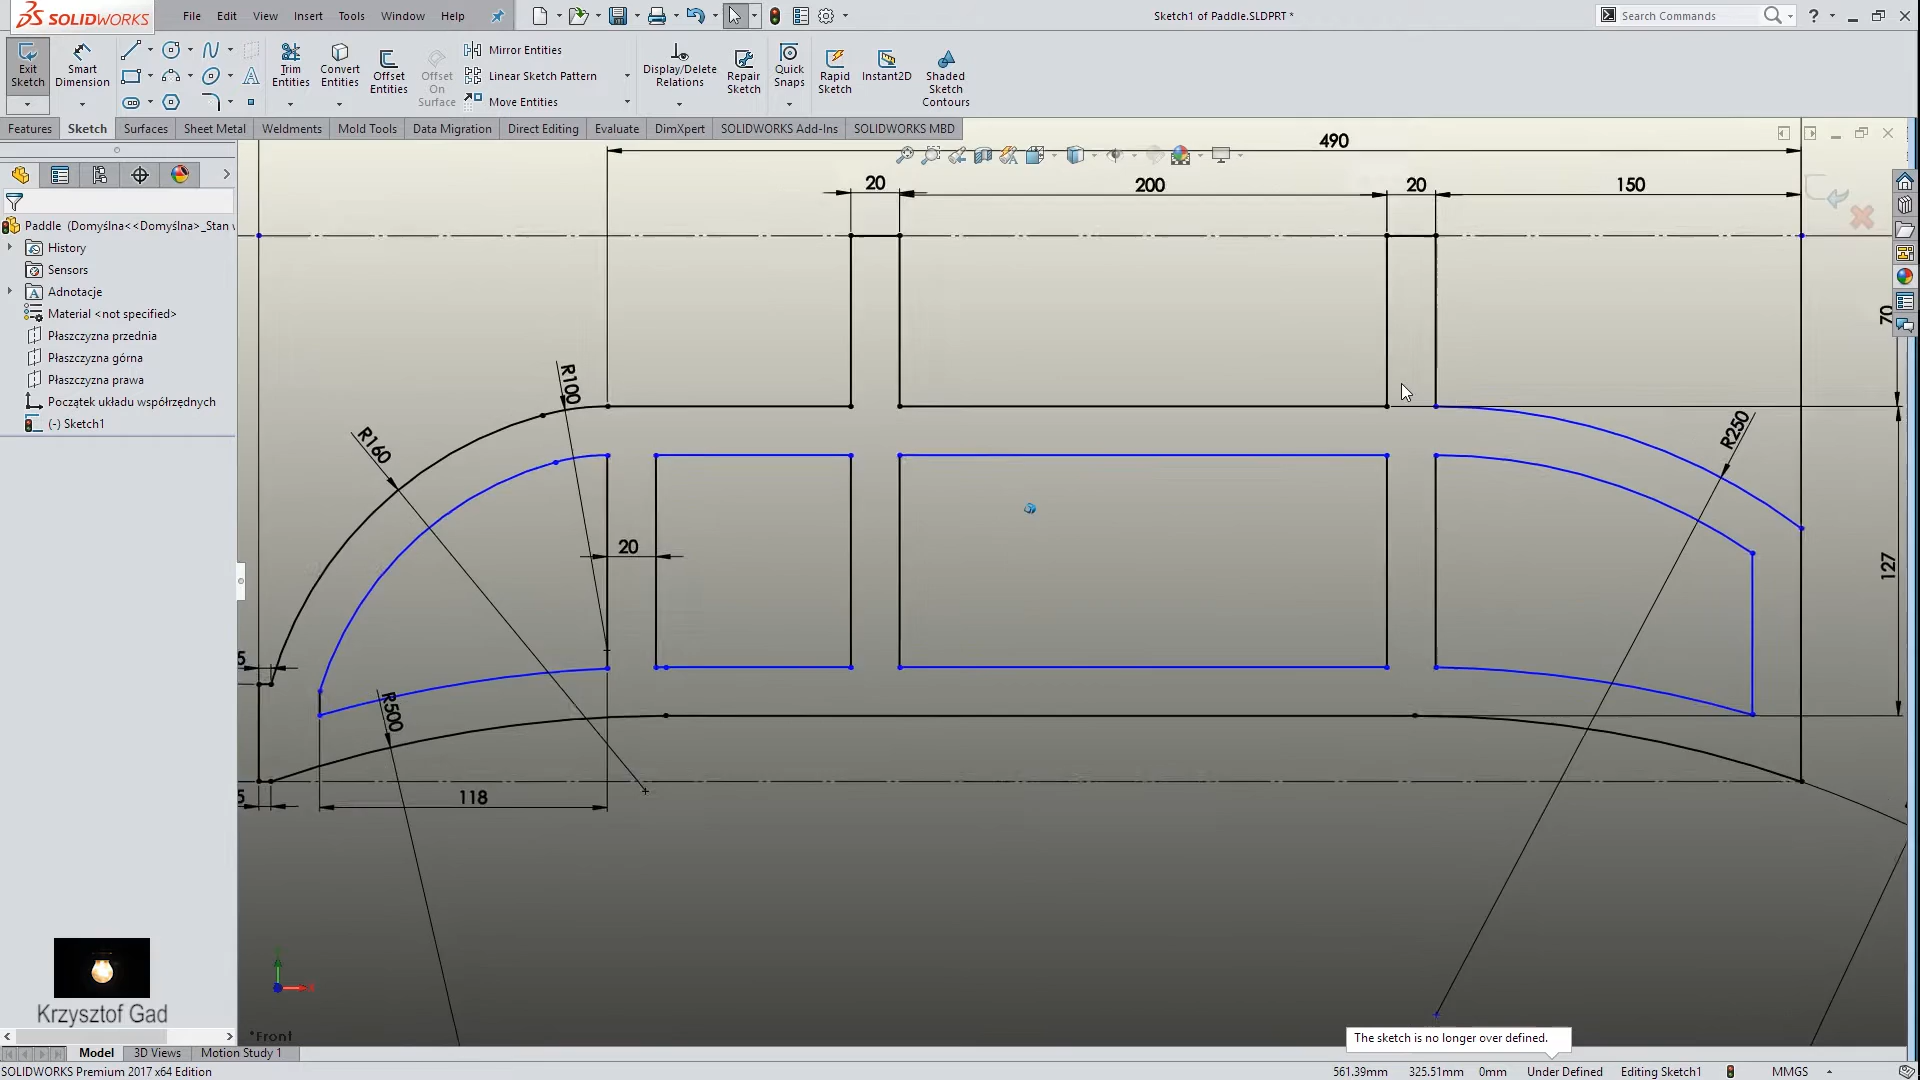 SOLIDWORKS
File Edit View Insert Tools Window Help
Sketch1 of Paddle.SLDPRT *
Search Commands
Exit Sketch
Smart Dimension
Trim Entities
Convert Entities
Offset Entities
Offset On Surface
Mirror Entities
Linear Sketch Pattern
Move Entities
Display/Delete Relations
Repair Sketch
Quick Snaps
Rapid Sketch
Instant2D
Shaded Sketch Contours
Features Sketch Surfaces Sheet Metal Weldments Mold Tools Data Migration Direct Editing Evaluate DimXpert SOLIDWORKS Add-Ins SOLIDWORKS MBD
Paddle (Domyślna<<Domyślna>_Stan
History
Sensors
Adnotacje
Material <not specified>
Płaszczyzna przednia
Płaszczyzna górna
Płaszczyzna prawa
Początek układu współrzędnych
(-) Sketch1
490
20 200 20 150
70
R100
R160
R250
20
127
5
R500
118
5
Krzysztof Gad
*Front
The sketch is no longer over defined.
Model 3D Views Motion Study 1
SOLIDWORKS Premium 2017 x64 Edition
561.39mm 325.51mm 0mm Under Defined Editing Sketch1 MMGS